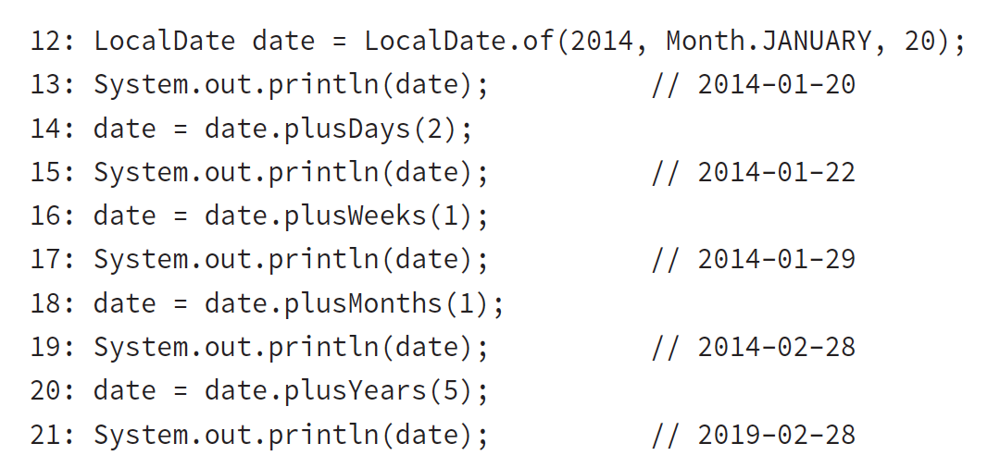 12: LocalDate date = LocalDate.of(2014, Month.JANUARY, 20);
13: System.out.println(date);          // 2014-01-20
14: date = date.plusDays(2);
15: System.out.println(date);          // 2014-01-22
16: date = date.plusWeeks(1);
17: System.out.println(date);          // 2014-01-29
18: date = date.plusMonths(1);
19: System.out.println(date);          // 2014-02-28
20: date = date.plusYears(5);
21: System.out.println(date);          // 2019-02-28